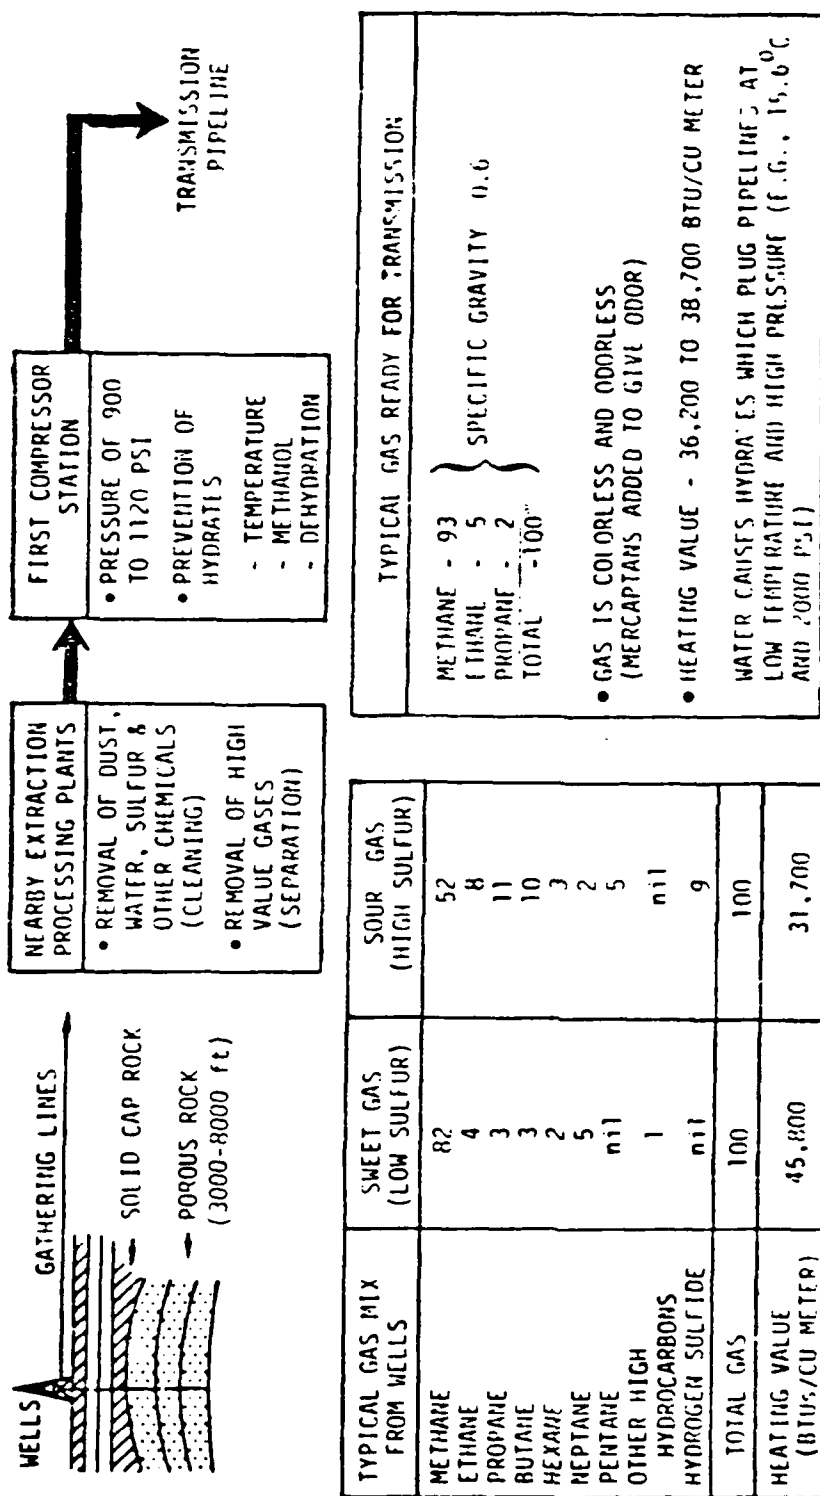 WELLS
GATHERING LINES
SOLID CAP ROCK
POROUS ROCK
(3000-8000 ft)
NEARBY EXTRACTION
PROCESSING PLANTS
• REMOVAL OF DUST,
WATER, SULFUR &
OTHER CHEMICALS
(CLEANING)
• REMOVAL OF HIGH
VALUE GASES
(SEPARATION)
FIRST COMPRESSOR
STATION
• PRESSURE OF 900
TO 1120 PSI
• PREVENTION OF
HYDRATES
- TEMPERATURE
- METHANOL
- DEHYDRATION
TRANSMISSION
PIPELINE
TYPICAL GAS MIX FROM WELLS | SWEET GAS (LOW SULFUR) | SOUR GAS (HIGH SULFUR)
METHANE 82 52
ETHANE 4 8
PROPANE 3 11
BUTANE 3 10
HEXANE 2 3
NEPTANE 5 2
PENTANE nil 5
OTHER HIGH
HYDROCARBONS 1 nil
HYDROGEN SULFIDE nil 9
TOTAL GAS 100 100
HEATING VALUE 45,800 31,700
(BTUs/CU METER)
TYPICAL GAS READY FOR TRANSMISSION
METHANE - 93
ETHANE - 5
PROPANE - 2
TOTAL -100
SPECIFIC GRAVITY 0.6
• GAS IS COLORLESS AND ODORLESS
(MERCAPTANS ADDED TO GIVE ODOR)
• HEATING VALUE - 36,200 TO 38,700 BTU/CU METER
WATER CAUSES HYDRATES WHICH PLUG PIPELINES AT
LOW TEMPERATURE AND HIGH PRESSURE (E.G., 15.6°C
AND 2000 PSI)